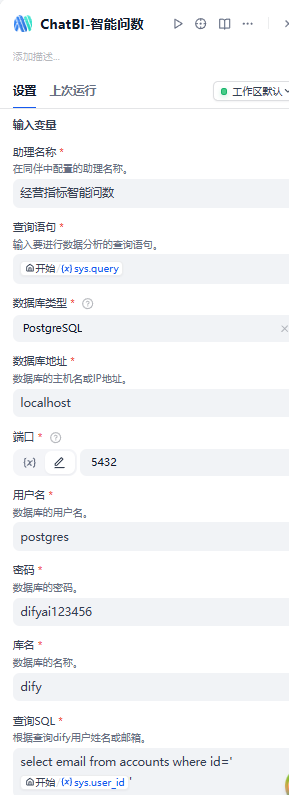 ChatBI-智能问数
添加描述...
设置 上次运行 工作区默认
输入变量
助理名称 *
在同伴中配置的助理名称。
经营指标智能问数
查询语句 *
输入要进行数据分析的查询语句。
开始 / (x) sys.query
数据库类型 *
PostgreSQL
数据库地址 *
数据库的主机名或IP地址。
localhost
端口 *
(x) 5432
用户名 *
数据库的用户名。
postgres
密码 *
数据库的密码。
difyai123456
库名 *
数据库的名称。
dify
查询SQL *
根据查询dify用户姓名或邮箱。
select email from accounts where id='
开始 / (x) sys.user_id '